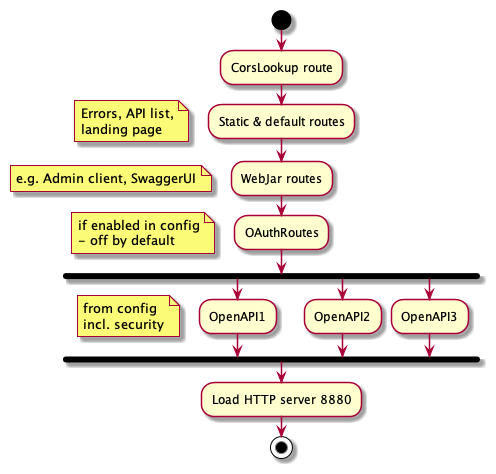 CorsLookup route
Errors, API list,
landing page
Static & default routes
e.g. Admin client, SwaggerUI
WebJar routes
if enabled in config
- off by default
OAuthRoutes
from config
incl. security
OpenAPI1
OpenAPI2
OpenAPI3
Load HTTP server 8880